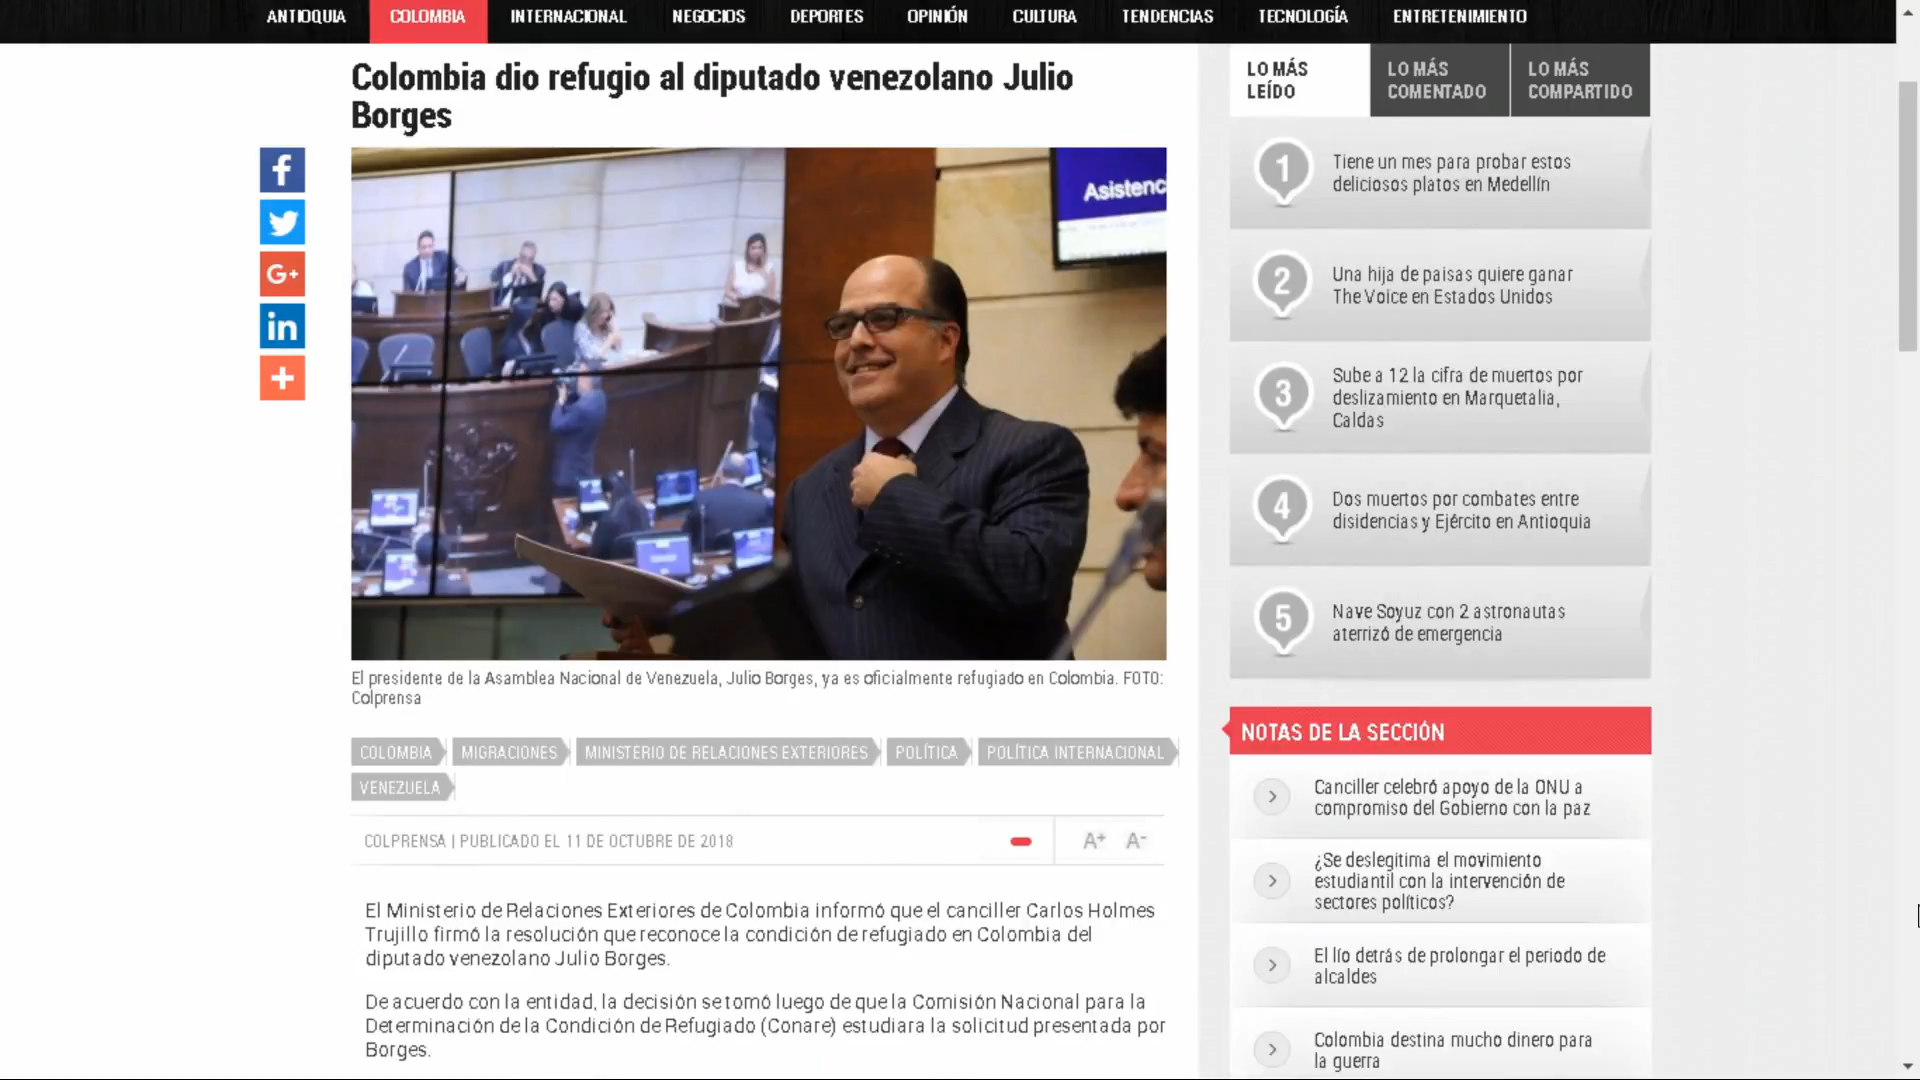 ANTIOQUIA COLOMBIA INTERNACIONAL NEGOCIOS DEPORTES OPINIÓN CULTURA TENDENCIAS TECNOLOGÍA ENTRETENIMIENTO
Colombia dio refugio al diputado venezolano Julio
Borges
Asistenc
El presidente de la Asamblea Nacional de Venezuela, Julio Borges, ya es oficialmente refugiado en Colombia. FOTO:
Colprensa
COLOMBIA MIGRACIONES MINISTERIO DE RELACIONES EXTERIORES POLÍTICA POLÍTICA INTERNACIONAL
VENEZUELA
COLPRENSA | PUBLICADO EL 11 DE OCTUBRE DE 2018
A+ A-
El Ministerio de Relaciones Exteriores de Colombia informó que el canciller Carlos Holmes
Trujillo firmó la resolución que reconoce la condición de refugiado en Colombia del
diputado venezolano Julio Borges.
De acuerdo con la entidad, la decisión se tomó luego de que la Comisión Nacional para la
Determinación de la Condición de Refugiado (Conare) estudiara la solicitud presentada por
Borges.
f
G+
in
+
LO MÁS
LEÍDO
LO MÁS
COMENTADO
LO MÁS
COMPARTIDO
1
Tiene un mes para probar estos
deliciosos platos en Medellín
2
Una hija de paisas quiere ganar
The Voice en Estados Unidos
3
Sube a 12 la cifra de muertos por
deslizamiento en Marquetalia,
Caldas
4
Dos muertos por combates entre
disidencias y Ejército en Antioquia
5
Nave Soyuz con 2 astronautas
aterrizó de emergencia
NOTAS DE LA SECCIÓN
Canciller celebró apoyo de la ONU a
compromiso del Gobierno con la paz
¿Se deslegitima el movimiento
estudiantil con la intervención de
sectores políticos?
El lío detrás de prolongar el periodo de
alcaldes
Colombia destina mucho dinero para
la guerra